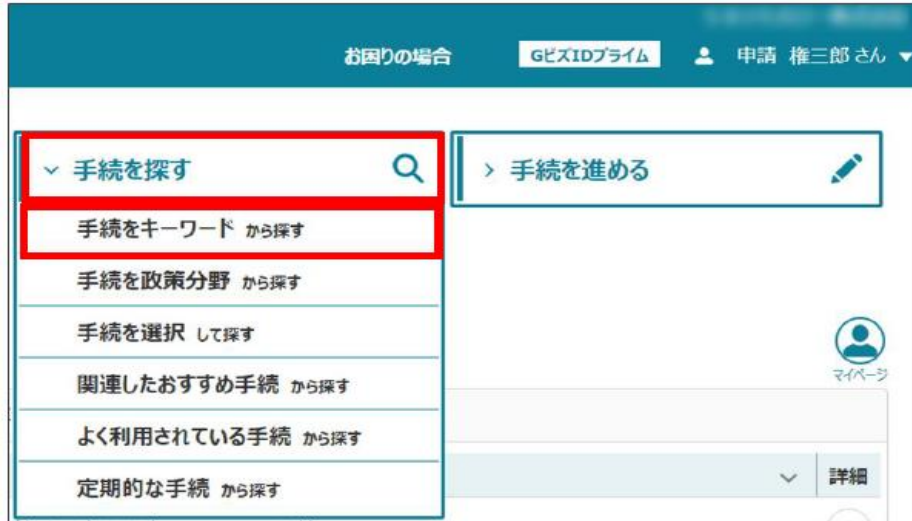 お困りの場合 GビズIDプライム 申請 権三郎さん ▼
手続を探す
手続を進める
手続をキーワード から探す
手続を政策分野 から探す
手続を選択 して探す
関連したおすすめ手続 から探す
よく利用されている手続 から探す
定期的な手続 から探す
マイページ
詳細